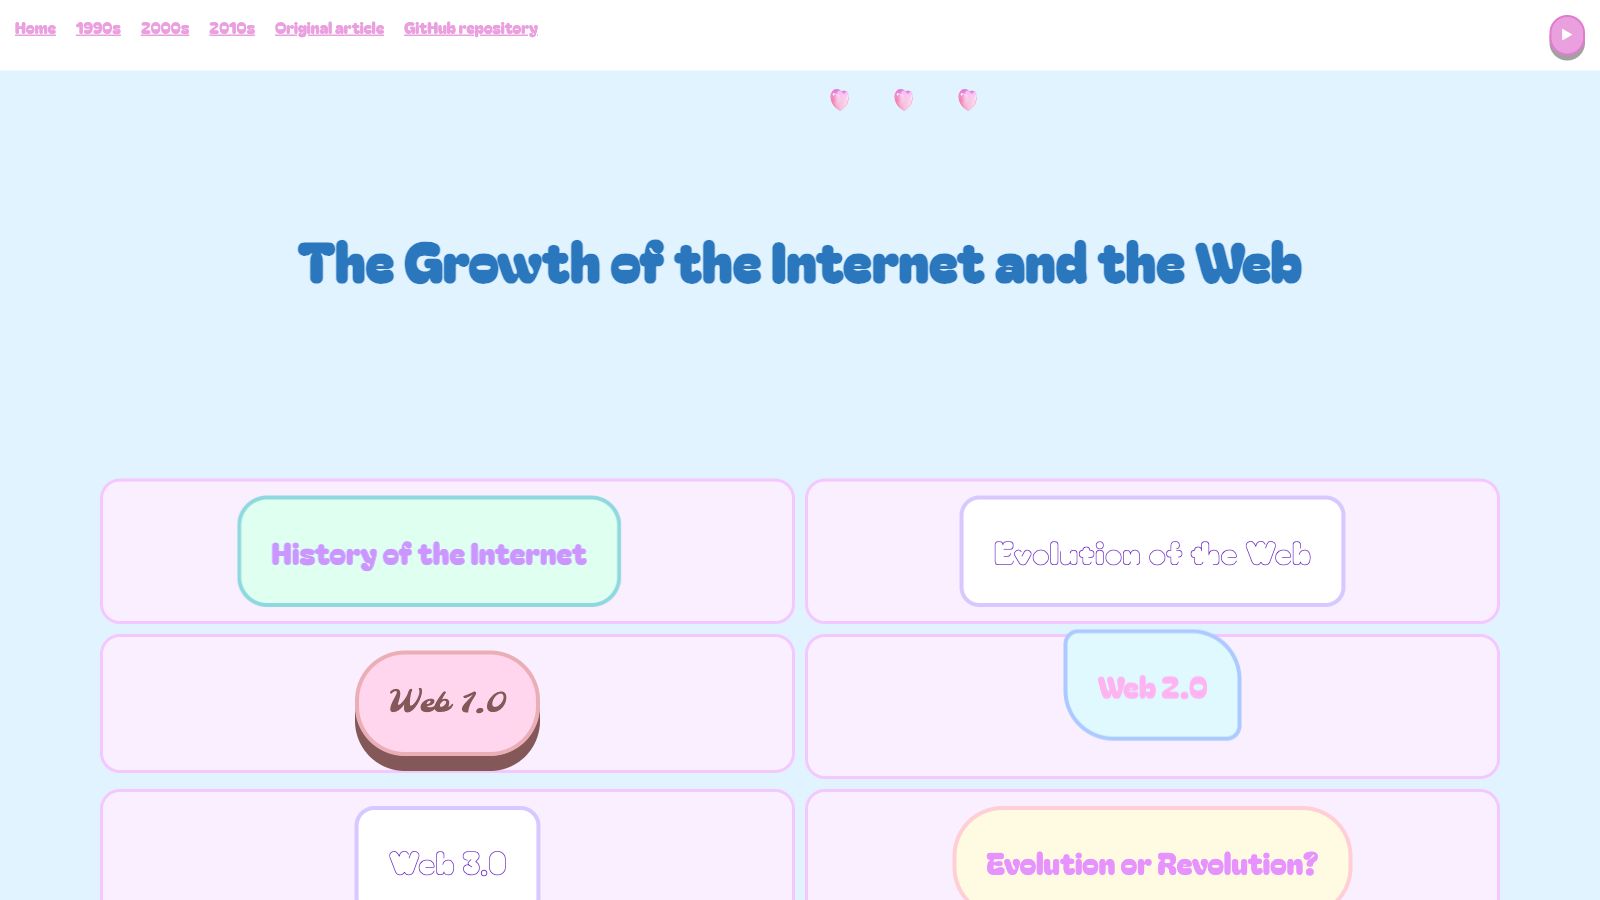 Home 1990s 2000s 2010s Original article GitHub repository
The Growth of the Internet and the Web
History of the Internet
Evolution of the Web
Web 1.0
Web 2.0
Web 3.0
Evolution or Revolution?